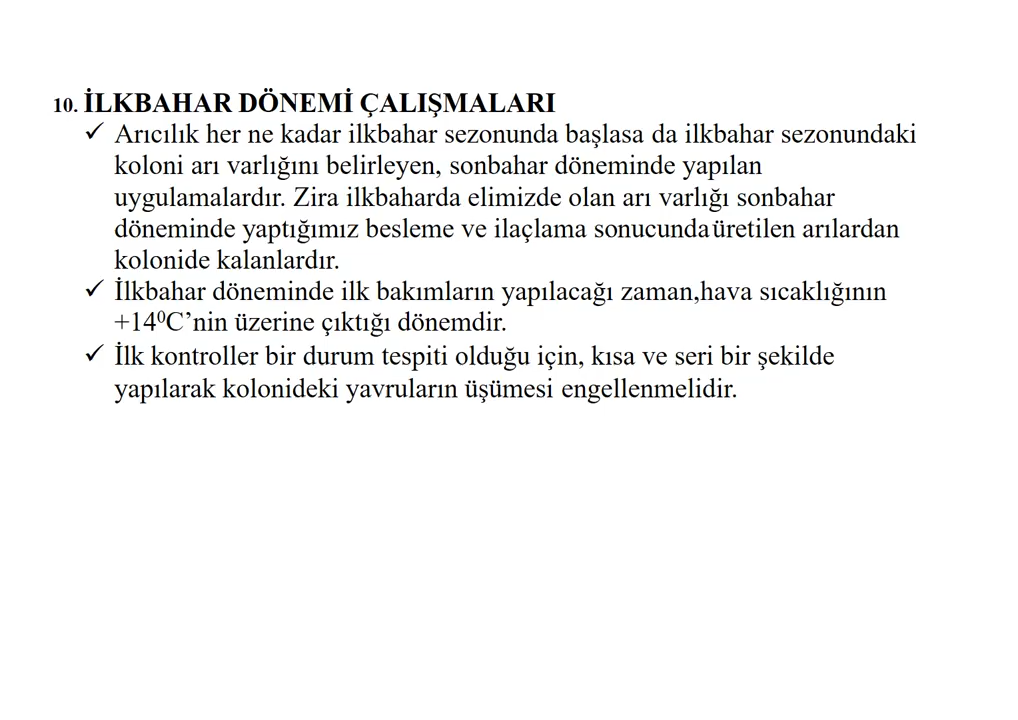 10. İLKBAHAR DÖNEMİ ÇALIŞMALARI
✓ Arıcılık her ne kadar ilkbahar sezonunda başlasa da ilkbahar sezonundaki
koloni arı varlığını belirleyen, sonbahar döneminde yapılan
uygulamalardır. Zira ilkbaharda elimizde olan arı varlığı sonbahar
döneminde yaptığımız besleme ve ilaçlama sonucundaüretilen arılardan
kolonide kalanlardır.
✓ İlkbahar döneminde ilk bakımların yapılacağı zaman,hava sıcaklığının
+14⁰C’nin üzerine çıktığı dönemdir.
✓ İlk kontroller bir durum tespiti olduğu için, kısa ve seri bir şekilde
yapılarak kolonideki yavruların üşümesi engellenmelidir.